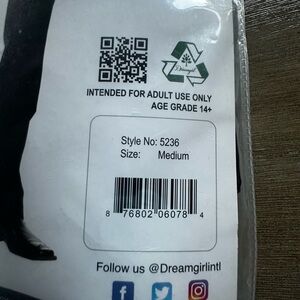 Dreamgirl
INTENDED FOR ADULT USE ONLY
AGE GRADE 14+
Style No: 5236
Size: Medium
8 76802 06078 4
Follow us @Dreamgirlintl